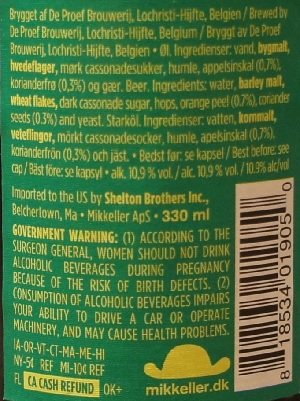 Brygget af De Proef Brouwerij, Lochristi-Hijfte, Belgien / Brewed by
De Proef Brouwerij, Lochristi-Hijfte, Belgium / Bryggt av De Proef
Brouwerij, Lochristi-Hijfte, Belgien • Øl. Ingredienser: vand, bygmalt,
hvedeflager, mørk cassonadesukker, humle, appelsinskal (0.7%),
korianderfrø (0,3%) og gær. Beer. Ingredients: water, barley malt,
wheat flakes, dark cassonade sugar, hops, orange peel (0.7%), coriander
seeds (0.3%) and yeast. Starköl. Ingredienser: vatten, kornmalt,
veteflingor, mörkt cassonadesocker, humle, apelsinskal (0.7%),
korianderfrön (0,3%) och jäst. • Bedst før: se kapsel / Best before: see
cap / Bäst före: se kapsyl • alk. 10,9 % vol. / alc. 10,9 % vol. / 10.9% alc/vol
Imported to the US by Shelton Brothers Inc.,
Belchertown, Ma • Mikkeller ApS • 330 ml
GOVERNMENT WARNING: (1) ACCORDING TO THE
SURGEON GENERAL, WOMEN SHOULD NOT DRINK
ALCOHOLIC BEVERAGES DURING PREGNANCY
BECAUSE OF THE RISK OF BIRTH DEFECTS. (2)
CONSUMPTION OF ALCOHOLIC BEVERAGES IMPAIRS
YOUR ABILITY TO DRIVE A CAR OR OPERATE
MACHINERY, AND MAY CAUSE HEALTH PROBLEMS.
IA-OR-VT-CT-MA-ME-HI
NY-5¢ REF MI-10¢ REF
FL CA CASH REFUND OK+
mikkeller.dk
8 18534 01905 0